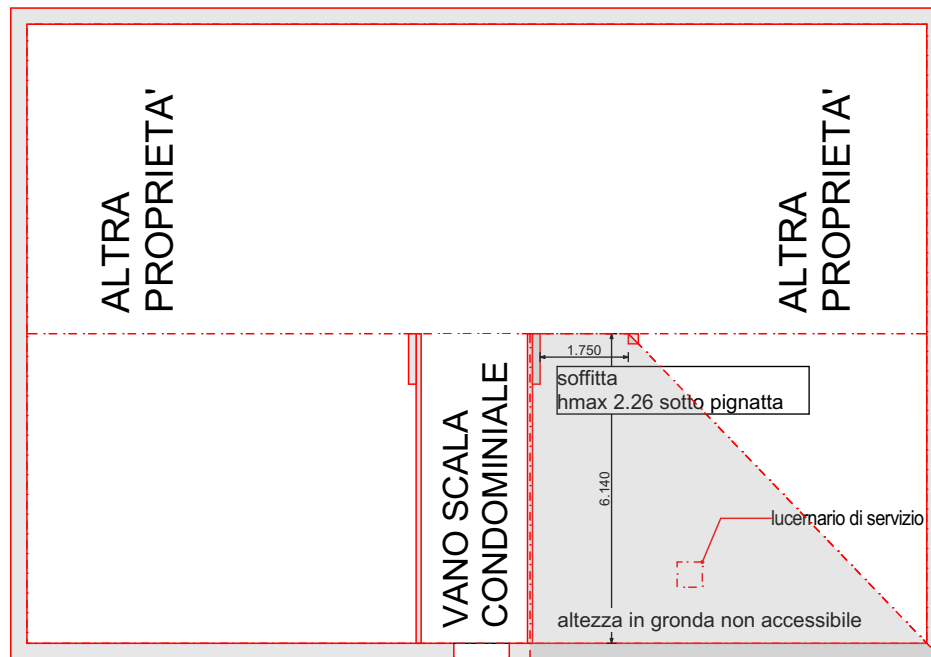 ALTRA
PROPRIETA'
ALTRA
PROPRIETA'
1.750
soffitta
hmax 2.26 sotto pignatta
VANO SCALA
CONDOMINIALE
6.140
lucernario di servizio
altezza in gronda non accessibile